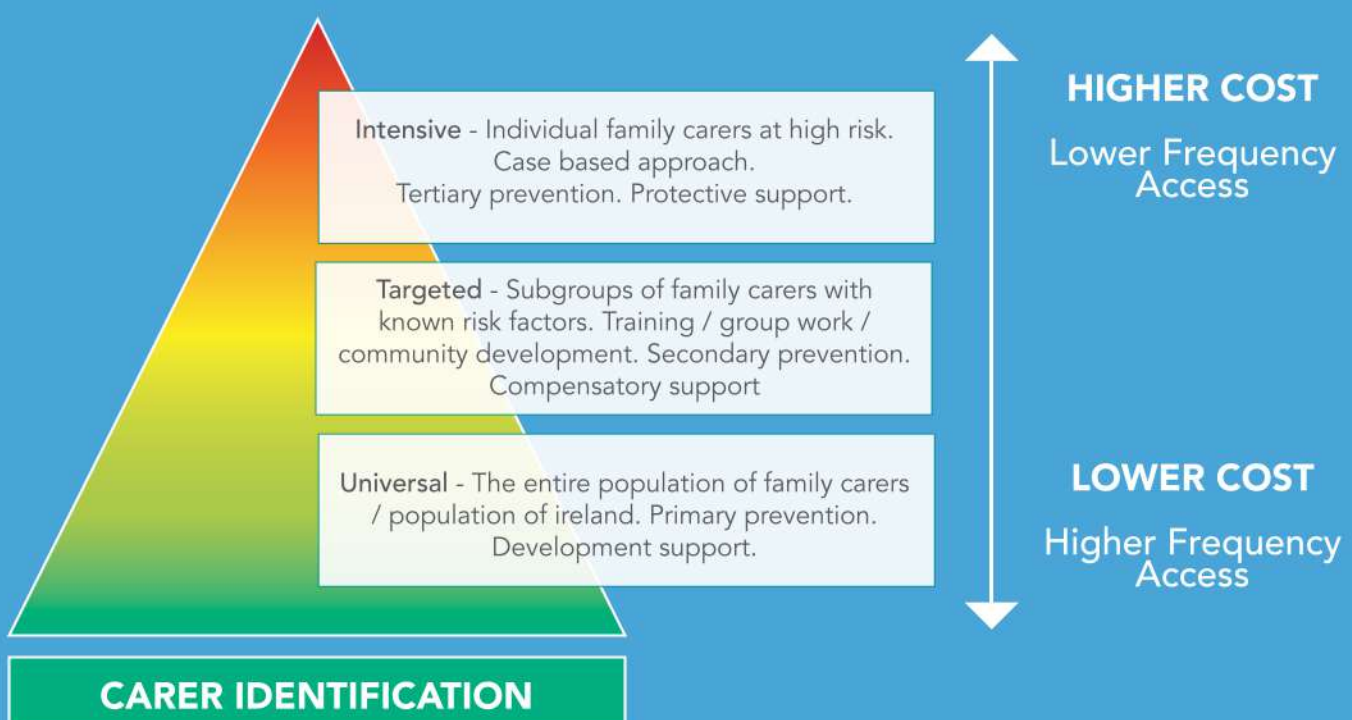 Intensive - Individual family carers at high risk.
Case based approach.
Tertiary prevention. Protective support.
Targeted - Subgroups of family carers with
known risk factors. Training / group work /
community development. Secondary prevention.
Compensatory support
Universal - The entire population of family carers
/ population of ireland. Primary prevention.
Development support.
HIGHER COST
Lower Frequency
Access
LOWER COST
Higher Frequency
Access
CARER IDENTIFICATION